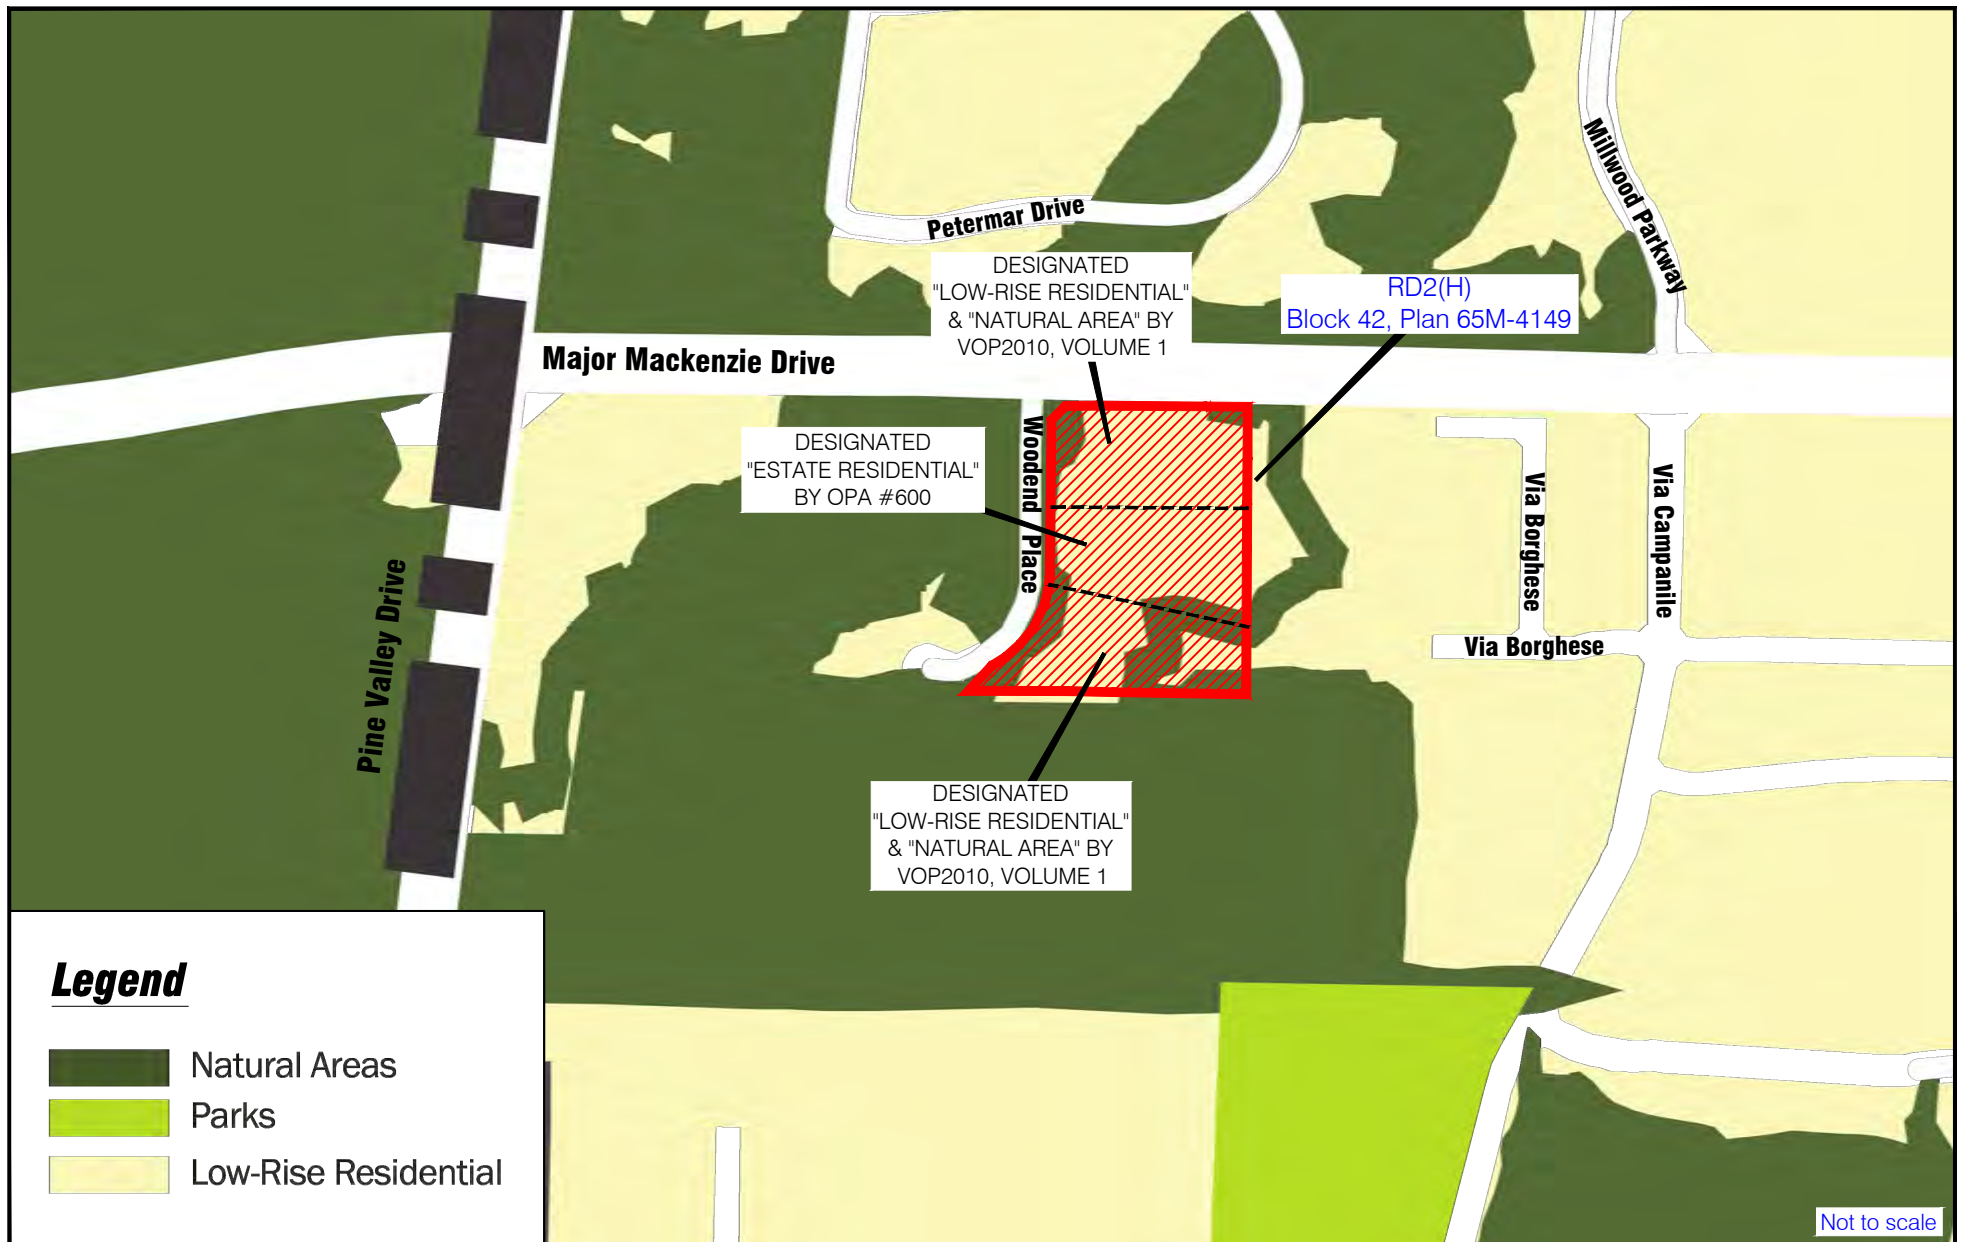 Millwood Parkway
Petermar Drive
DESIGNATED
"LOW-RISE RESIDENTIAL"
& "NATURAL AREA" BY
VOP2010, VOLUME 1
RD2(H)
Block 42, Plan 65M-4149
Major Mackenzie Drive
DESIGNATED
"ESTATE RESIDENTIAL"
BY OPA #600
Woodend Place
Via Borghese
Via Campanile
Via Borghese
Pine Valley Drive
DESIGNATED
"LOW-RISE RESIDENTIAL"
& "NATURAL AREA" BY
VOP2010, VOLUME 1
Legend
Natural Areas
Parks
Low-Rise Residential
Not to scale